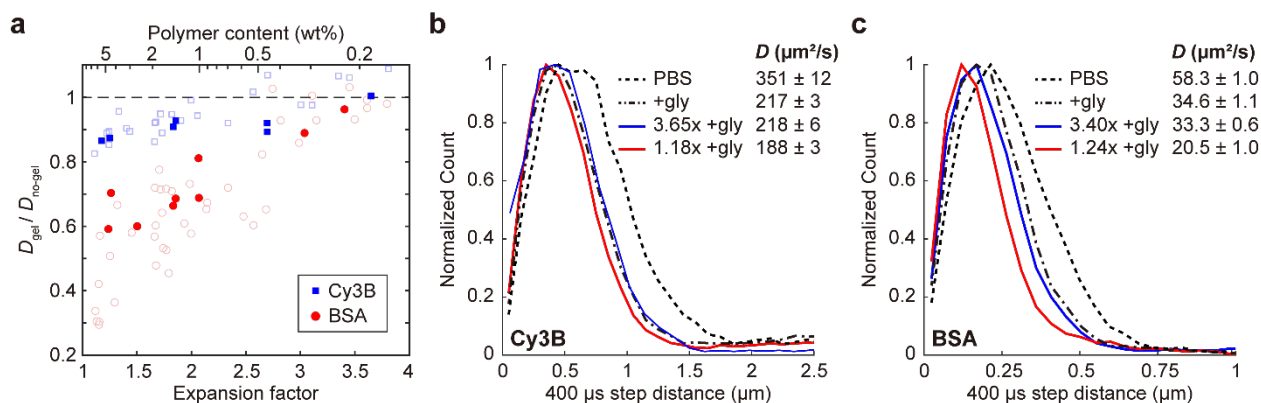 a
Polymer content (wt%)
5 2 1 0.5 0.2
D_gel / D_no-gel
1
0.8
0.6
0.4
0.2
1 1.5 2 2.5 3 3.5 4
Expansion factor
Cy3B
BSA
b
D (µm²/s)
PBS 351 ± 12
+gly 217 ± 3
3.65x +gly 218 ± 6
1.18x +gly 188 ± 3
Normalized Count
1
0.8
0.6
0.4
0.2
0
0 0.5 1 1.5 2 2.5
Cy3B
400 µs step distance (µm)
c
D (µm²/s)
PBS 58.3 ± 1.0
+gly 34.6 ± 1.1
3.40x +gly 33.3 ± 0.6
1.24x +gly 20.5 ± 1.0
Normalized Count
1
0.8
0.6
0.4
0.2
0
0 0.25 0.5 0.75 1
BSA
400 µs step distance (µm)